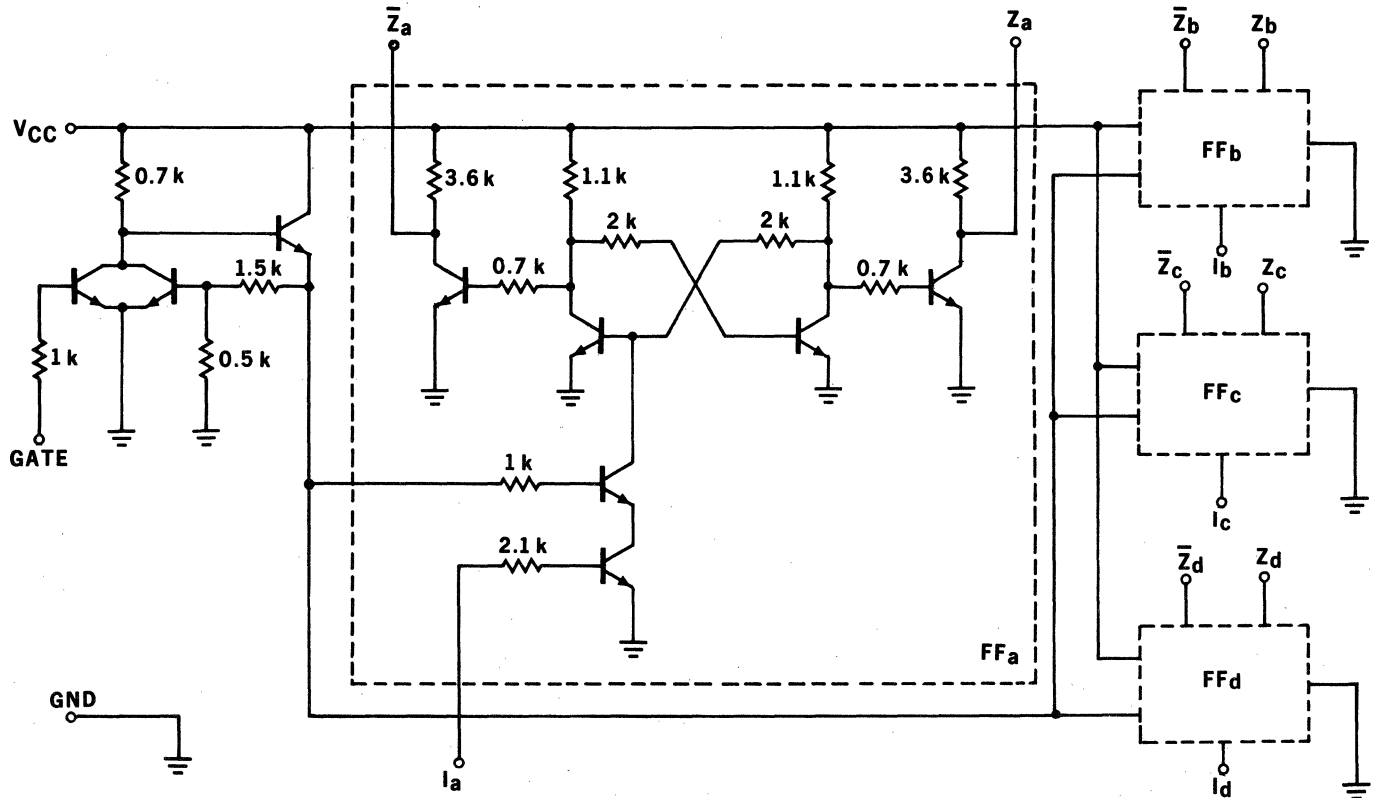 Z̅a
Za
Z̅b
Zb
VCC
0.7 k
3.6 k
1.1 k
1.1 k
3.6 k
FFb
2 k
2 k
Ib
1.5 k
0.7 k
0.7 k
Z̅c
Zc
1 k
0.5 k
FFc
GATE
1 k
Ic
2.1 k
Z̅d
Zd
FFa
FFd
GND
Ia
Id